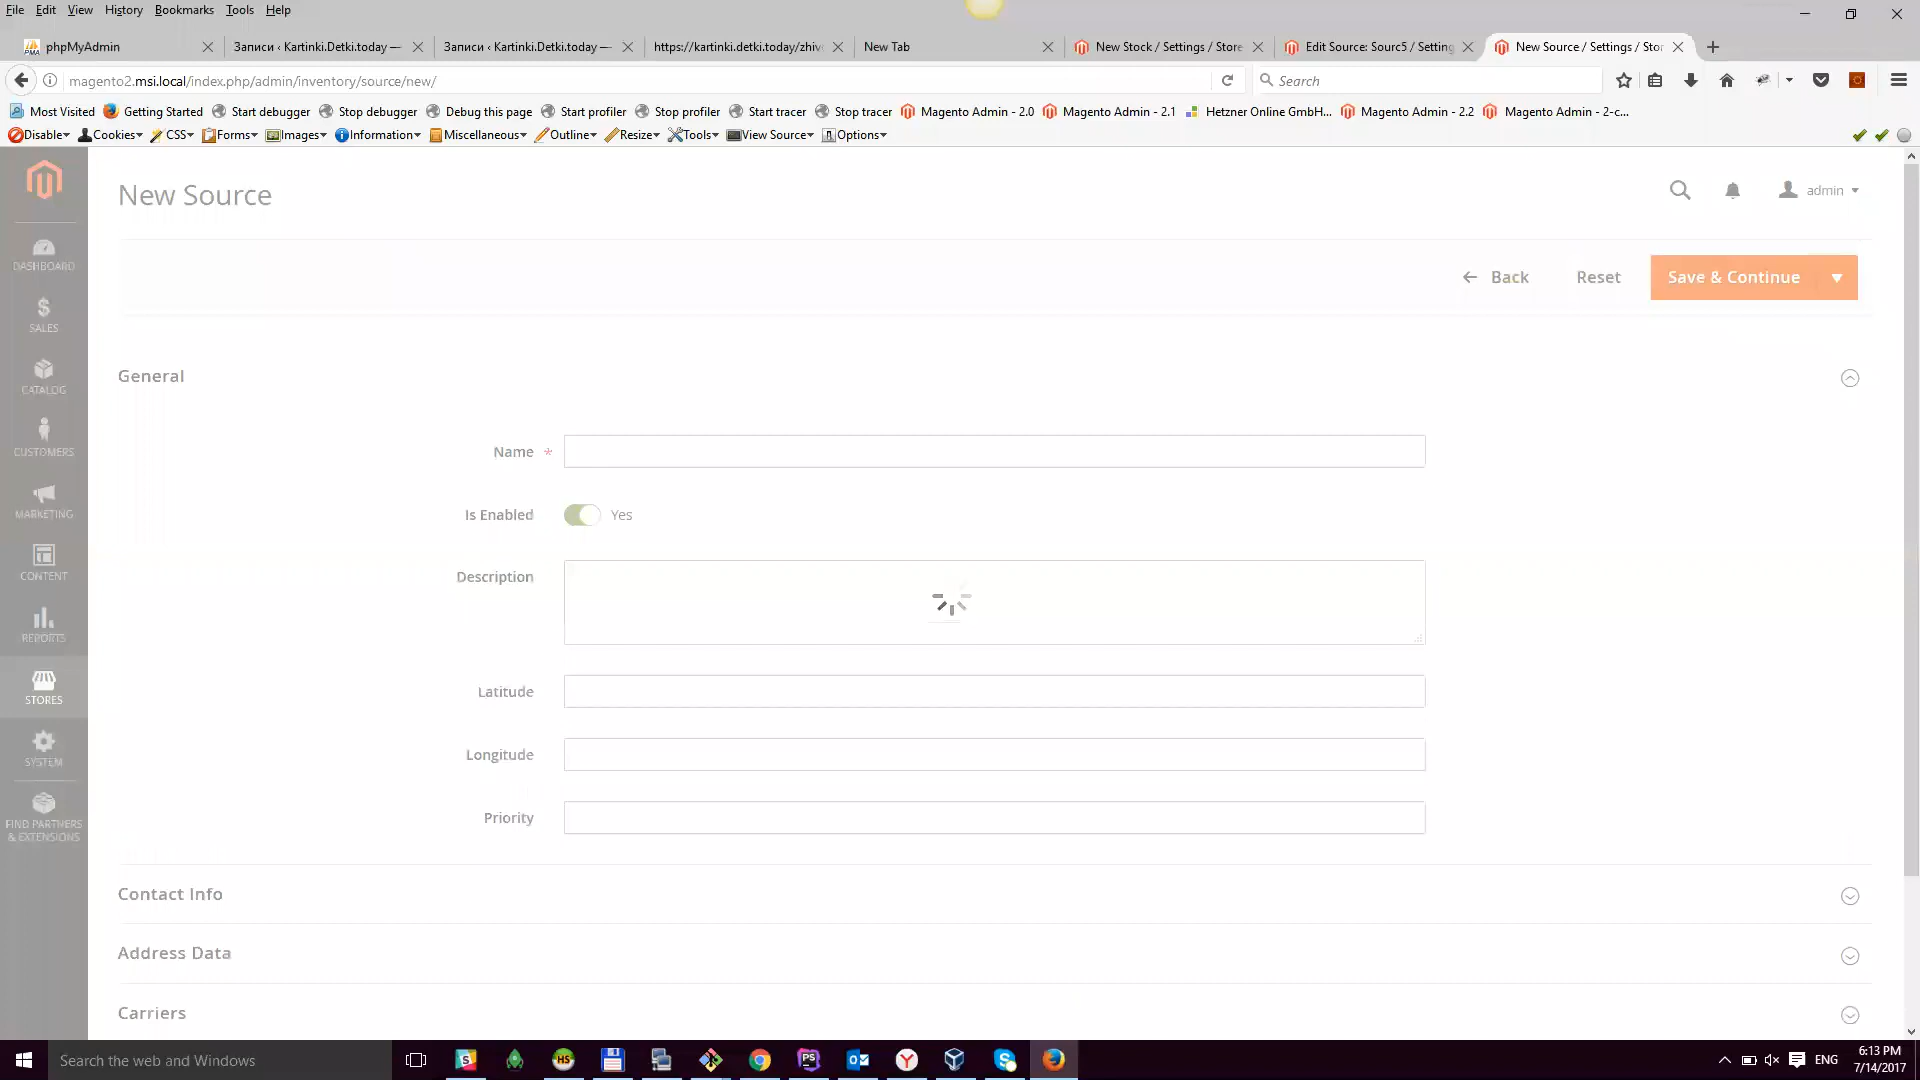 File Edit View History Bookmarks Tools Help
phpMyAdmin
Записи ‹ Kartinki.Detki.today —
Записи ‹ Kartinki.Detki.today —
https://kartinki.detki.today/zhive
New Tab
New Stock / Settings / Store
Edit Source: Sourc5 / Setting
New Source / Settings / Stor
magento2.msi.local/index.php/admin/inventory/source/new/
Search
Most Visited Getting Started Start debugger Stop debugger Debug this page Start profiler Stop profiler Start tracer Stop tracer Magento Admin - 2.0 Magento Admin - 2.1 Hetzner Online GmbH... Magento Admin - 2.2 Magento Admin - 2-c...
Disable Cookies CSS Forms Images Information Miscellaneous Outline Resize Tools View Source Options
New Source
admin
Back Reset Save & Continue
DASHBOARD
SALES
CATALOG
CUSTOMERS
MARKETING
CONTENT
REPORTS
STORES
SYSTEM
FIND PARTNERS
& EXTENSIONS
General
Name *
Is Enabled Yes
Description
Latitude
Longitude
Priority
Contact Info
Address Data
Carriers
Search the web and Windows
ENG
6:13 PM
7/14/2017